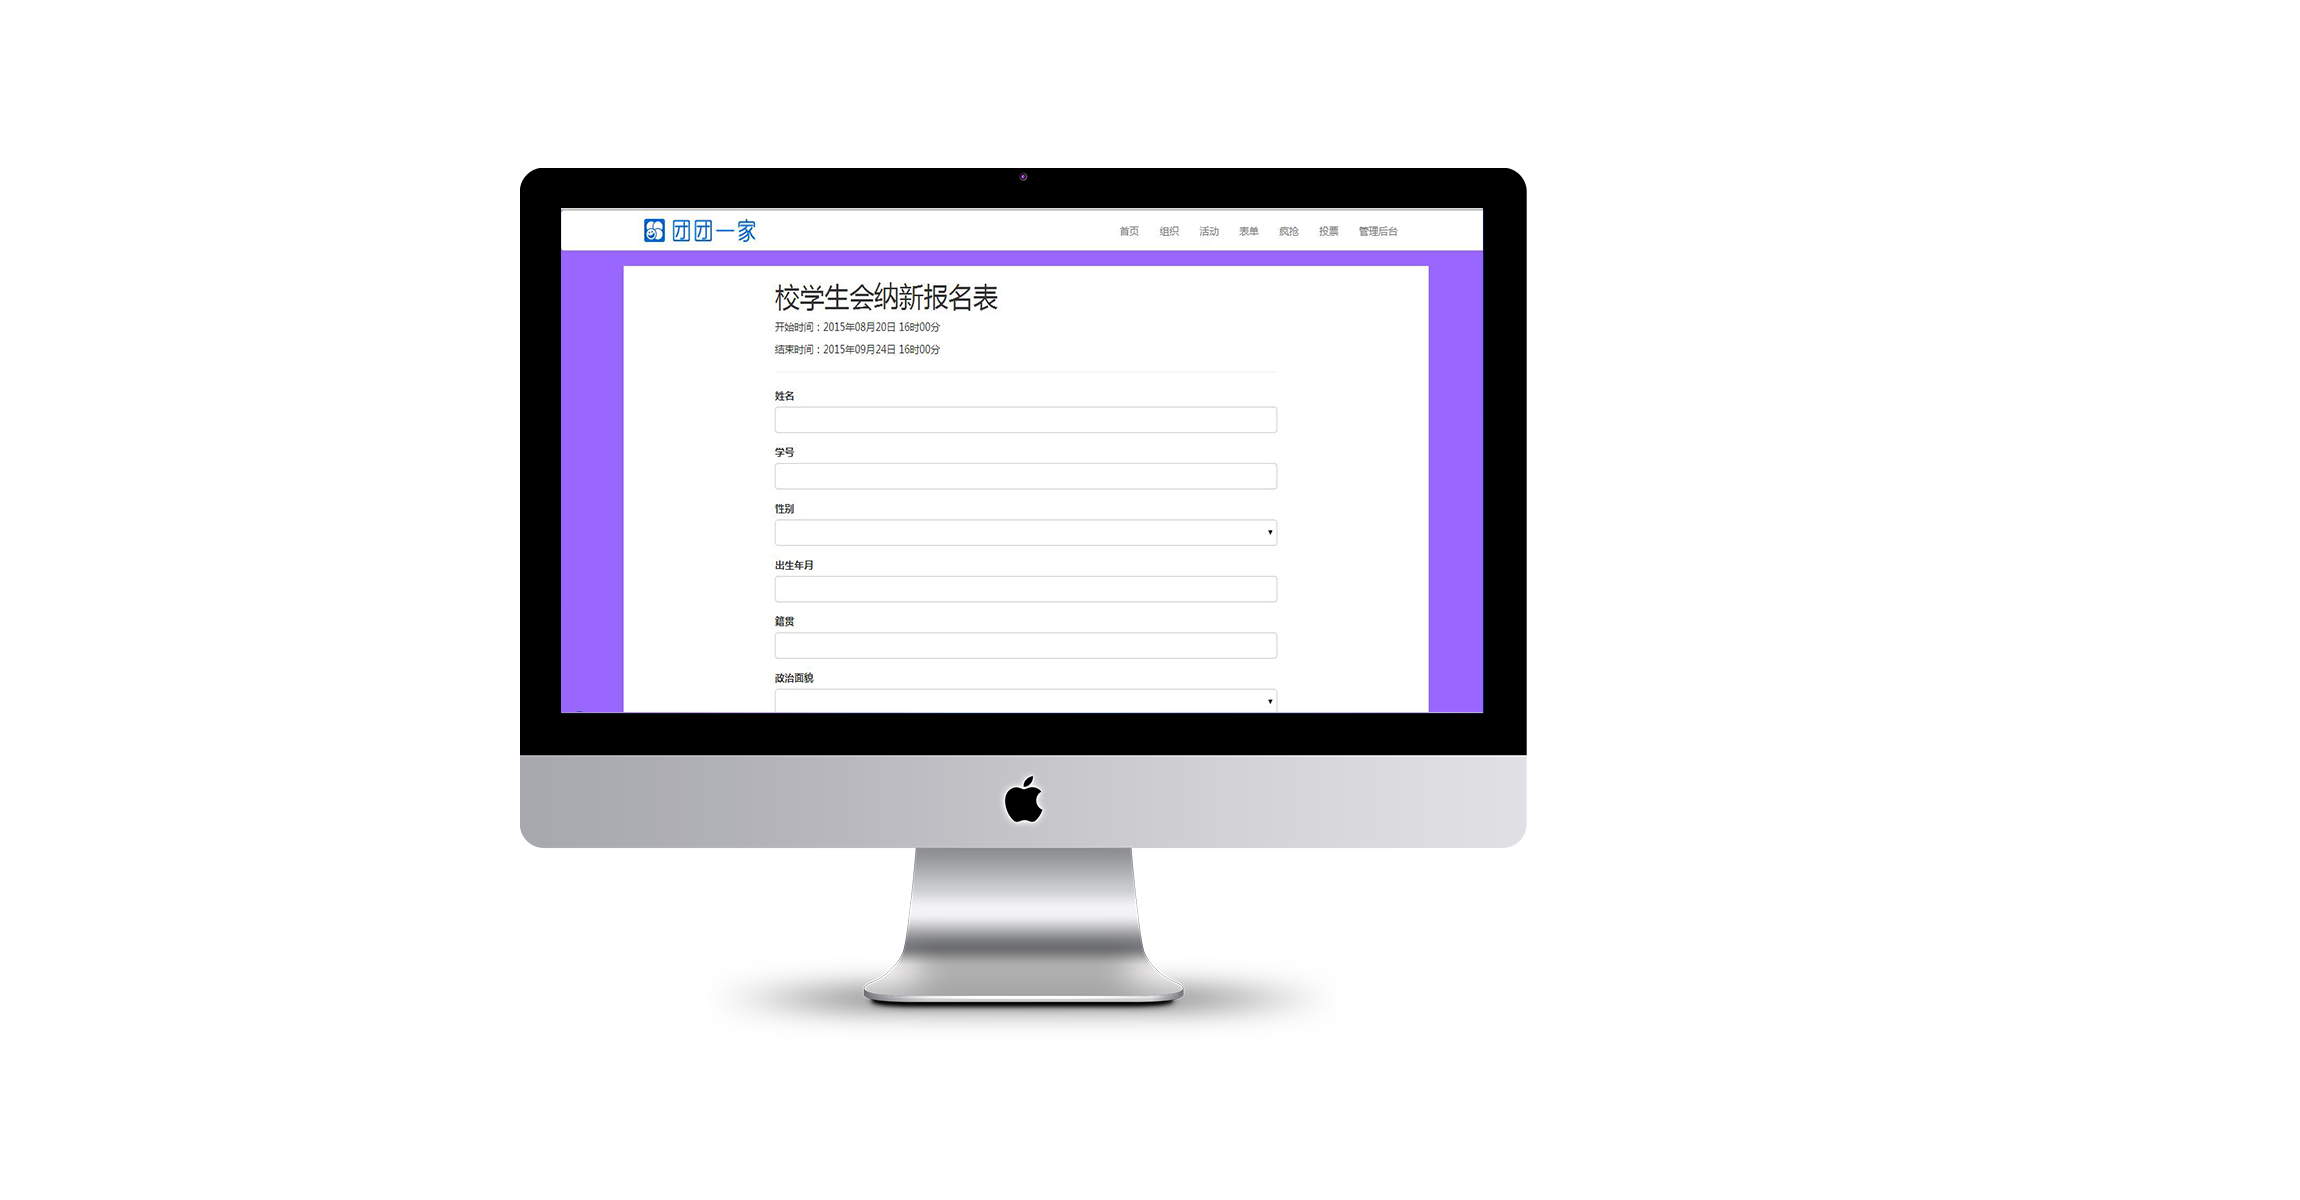 团团一家
首页 组织 活动 表单 疯抢 投票 管理后台
校学生会纳新报名表
开始时间：2015年08月20日 16时00分
结束时间：2015年09月24日 16时00分
姓名
学号
性别
出生年月
籍贯
政治面貌